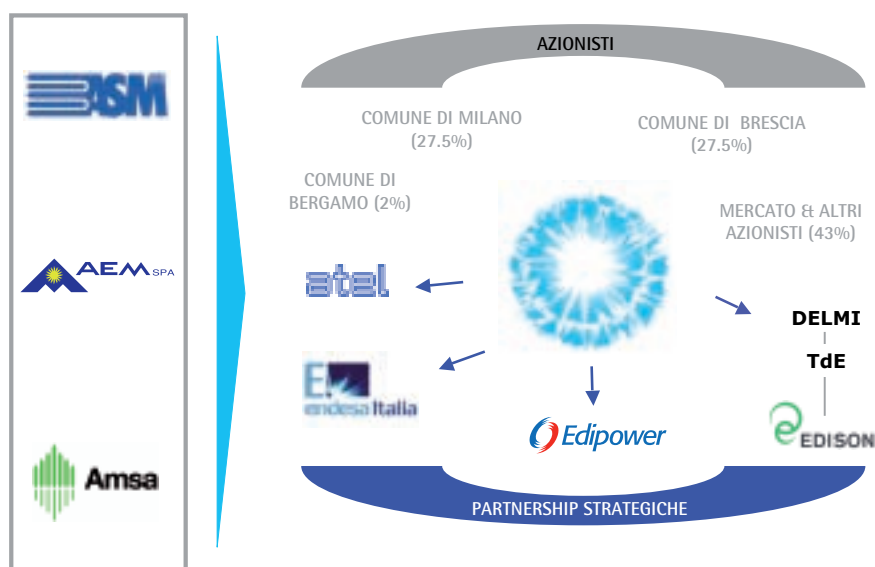 ASM
AEM SPA
Amsa
AZIONISTI
COMUNE DI MILANO
(27.5%)
COMUNE DI BRESCIA
(27.5%)
COMUNE DI
BERGAMO (2%)
MERCATO & ALTRI
AZIONISTI (43%)
atel
DELMI
TdE
EDISON
E.
endesa Italia
Edipower
PARTNERSHIP STRATEGICHE